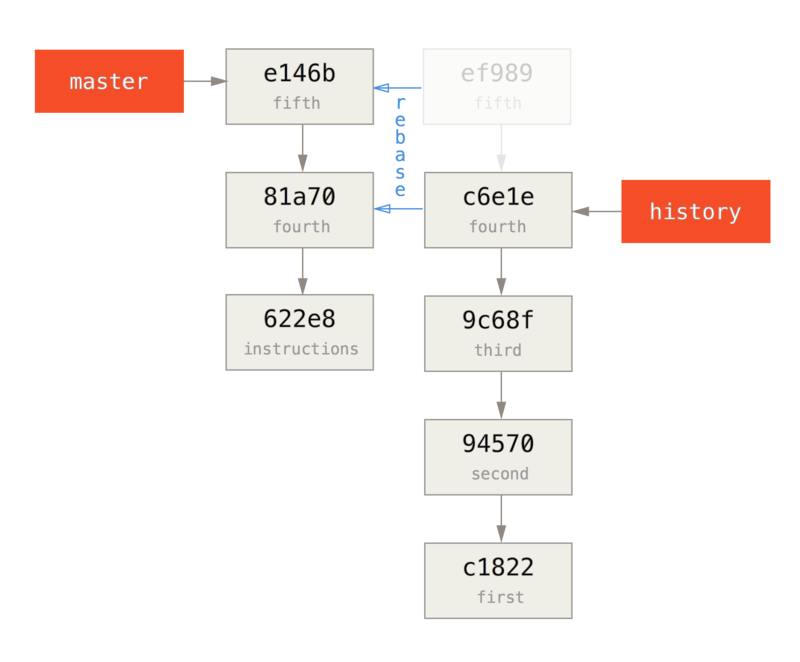 master
e146b
fifth
ef989
fifth
rebase
81a70
fourth
c6e1e
fourth
history
622e8
instructions
9c68f
third
94570
second
c1822
first